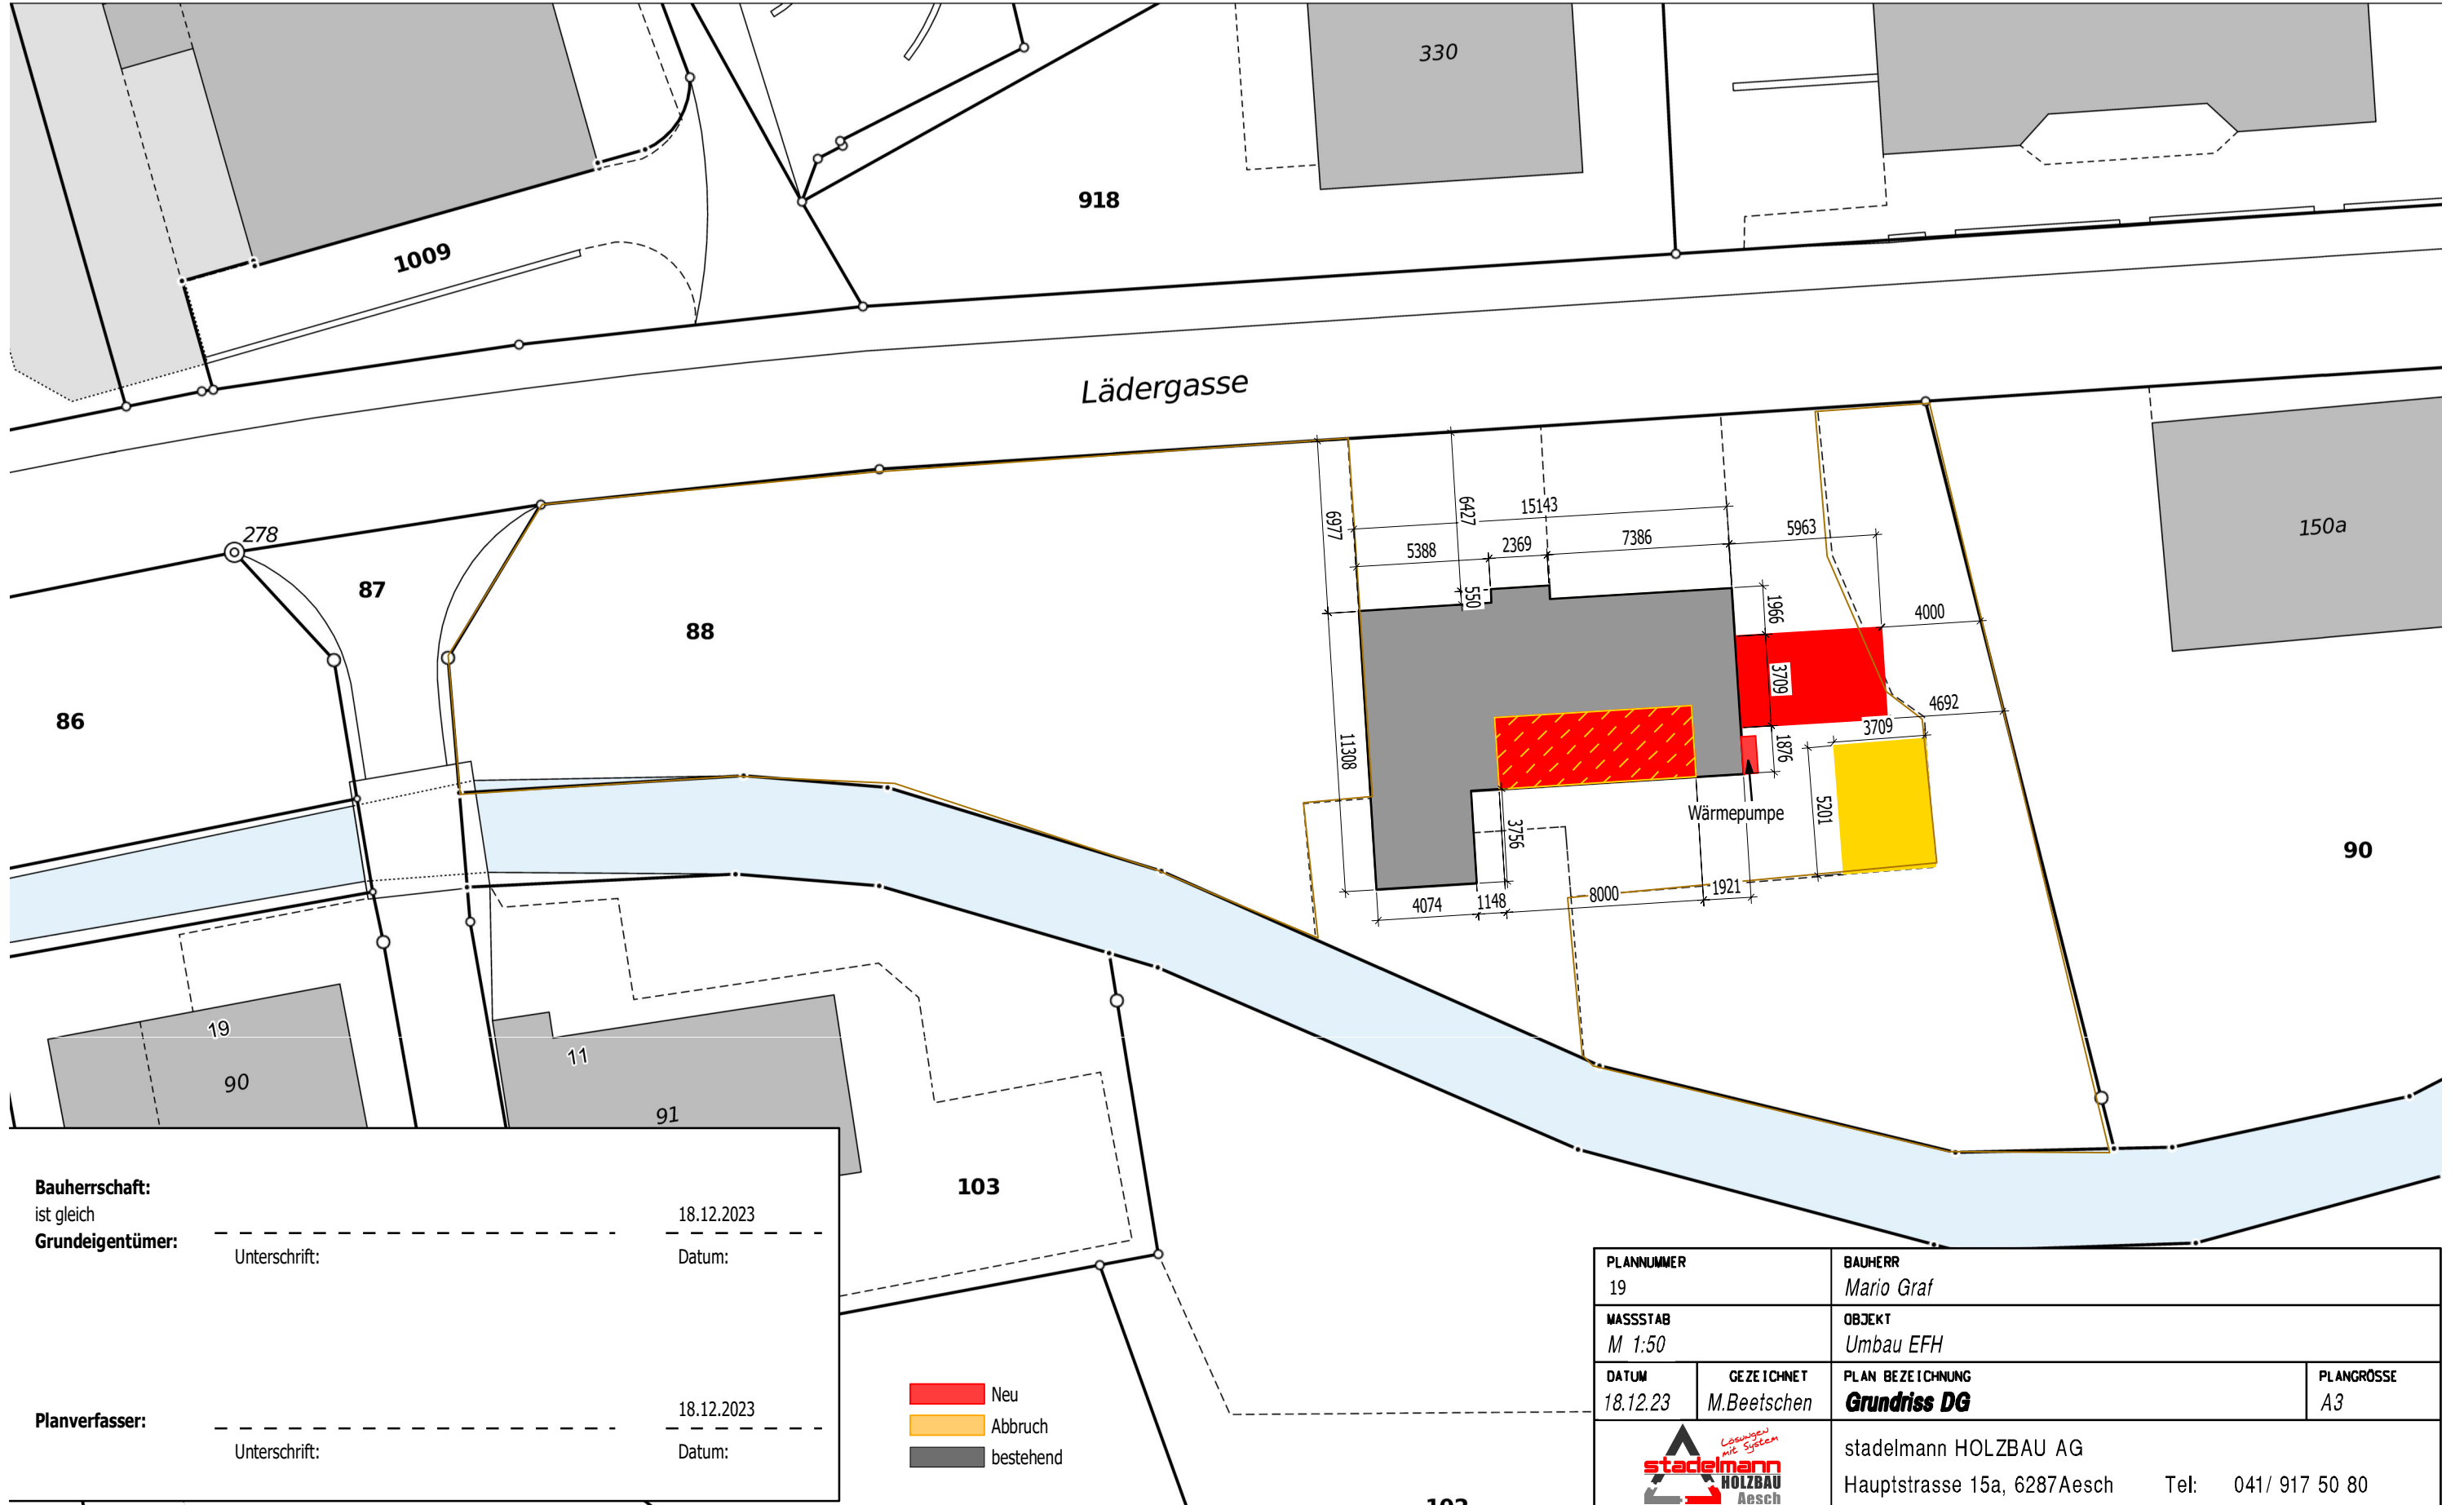 330
918
1009
Lädergasse
278
87
88
86
150a
90
6977
6427
15143
5388
2369
7386
5963
550
1966
4000
3709
4692
3709
11308
1876
5201
Wärmepumpe
3756
8000
1921
4074
1148
19
90
11
91
103
Bauherrschaft:
ist gleich
Grundeigentümer:
18.12.2023
Unterschrift:
Datum:
Planverfasser:
18.12.2023
Unterschrift:
Datum:
Neu
Abbruch
bestehend
PLANNUMMER
19
BAUHERR
Mario Graf
MASSSTAB
M 1:50
OBJEKT
Umbau EFH
DATUM
18.12.23
GEZEICHNET
M.Beetschen
PLAN BEZEICHNUNG
Grundriss DG
PLANGRÖSSE
A3
Lösungen
mit System
stadelmann
HOLZBAU
Aesch
stadelmann HOLZBAU AG
Hauptstrasse 15a, 6287Aesch Tel: 041/ 917 50 80